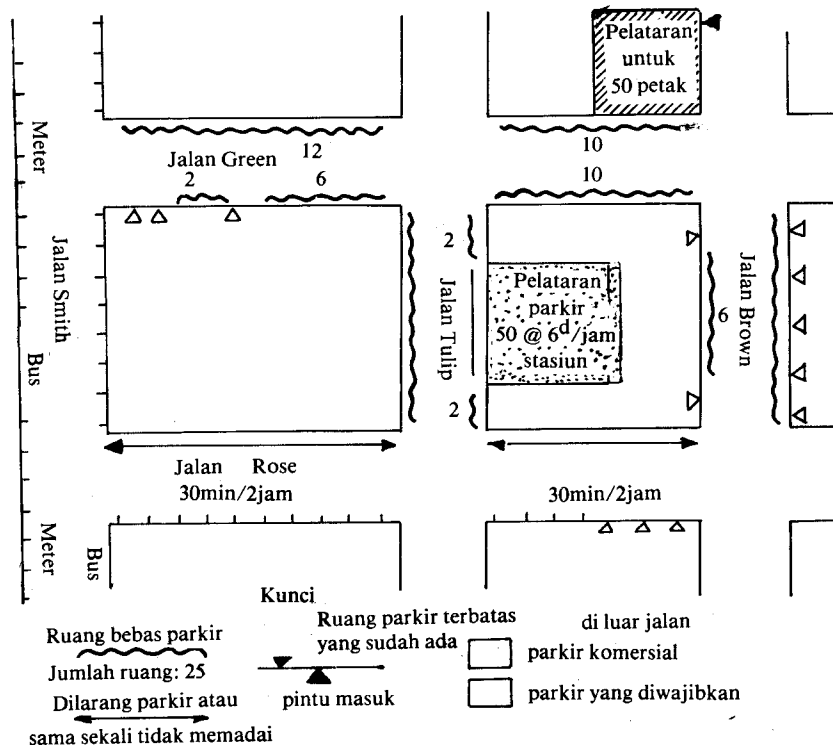 Pelataran
untuk
50 petak
Meter
12
Jalan Green
2
6
10
10
Jalan Smith
Bus
2
Jalan Tulip
2
Pelataran
parkir
50 @ 6d/jam
stasiun
6
Jalan Brown
Jalan Rose
30min/2jam
30min/2jam
Meter
Bus
Kunci
Ruang bebas parkir
Jumlah ruang: 25
Dilarang parkir atau
sama sekali tidak memadai
Ruang parkir terbatas
yang sudah ada
pintu masuk
di luar jalan
parkir komersial
parkir yang diwajibkan